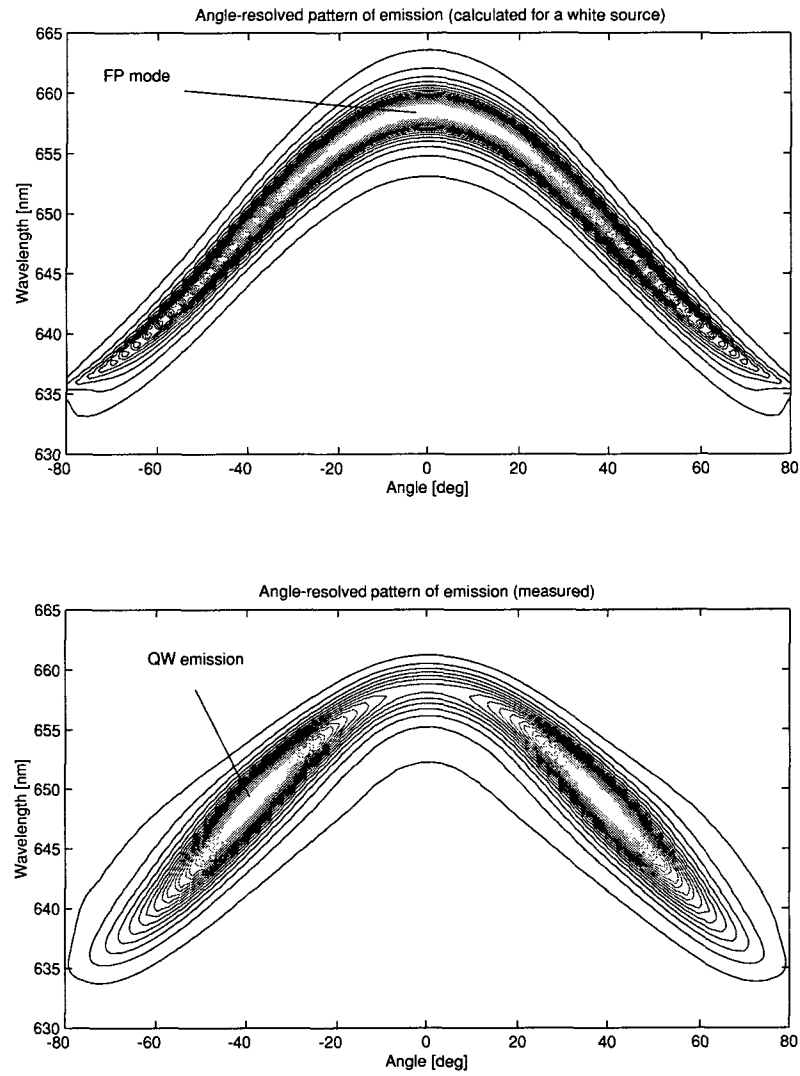 Angle-resolved pattern of emission (calculated for a white source)
665
660
655
650
645
640
635
630
Wavelength [nm]
FP mode
-80 -60 -40 -20 0 20 40 60 80
Angle [deg]
Angle-resolved pattern of emission (measured)
665
660
655
650
645
640
635
630
Wavelength [nm]
QW emission
-80 -60 -40 -20 0 20 40 60 80
Angle [deg]